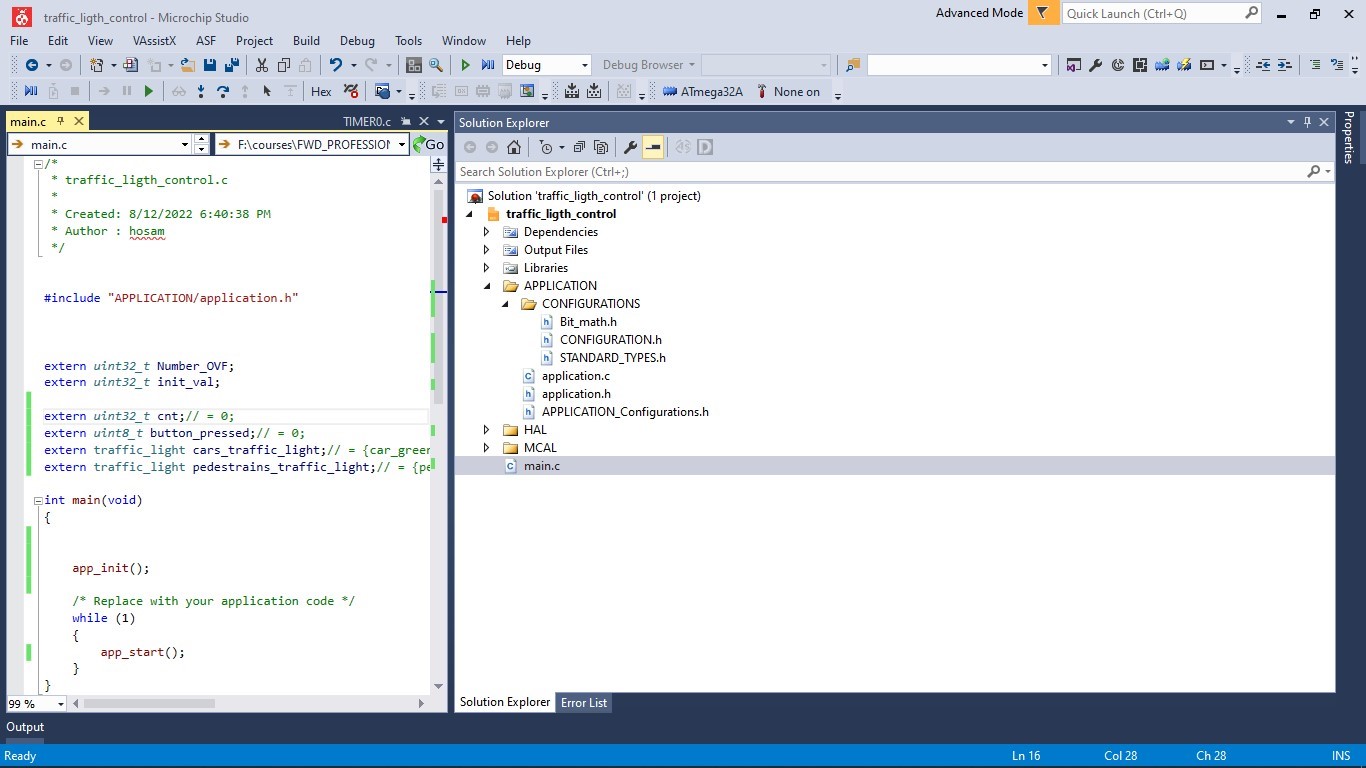 traffic_ligth_control - Microchip Studio
Advanced Mode
Quick Launch (Ctrl+Q)
File Edit View VAssistX ASF Project Build Debug Tools Window Help
Debug
Debug Browser
Hex
ATmega32A
None on
main.c
TIMER0.c
main.c
F:\courses\FWD_PROFESSION
Go
/*
* traffic_ligth_control.c
*
* Created: 8/12/2022 6:40:38 PM
* Author : hosam
*/
#include "APPLICATION/application.h"
extern uint32_t Number_OVF;
extern uint32_t init_val;
extern uint32_t cnt;// = 0;
extern uint8_t button_pressed;// = 0;
extern traffic_light cars_traffic_light;// = {car_green
extern traffic_light pedestrains_traffic_light;// = {pe
int main(void)
{
app_init();
/* Replace with your application code */
while (1)
{
app_start();
}
}
99 %
Solution Explorer
Search Solution Explorer (Ctrl+;)
Solution 'traffic_ligth_control' (1 project)
traffic_ligth_control
Dependencies
Output Files
Libraries
APPLICATION
CONFIGURATIONS
Bit_math.h
CONFIGURATION.h
STANDARD_TYPES.h
application.c
application.h
APPLICATION_Configurations.h
HAL
MCAL
main.c
Solution Explorer
Error List
Properties
Output
Ready
Ln 16
Col 28
Ch 28
INS